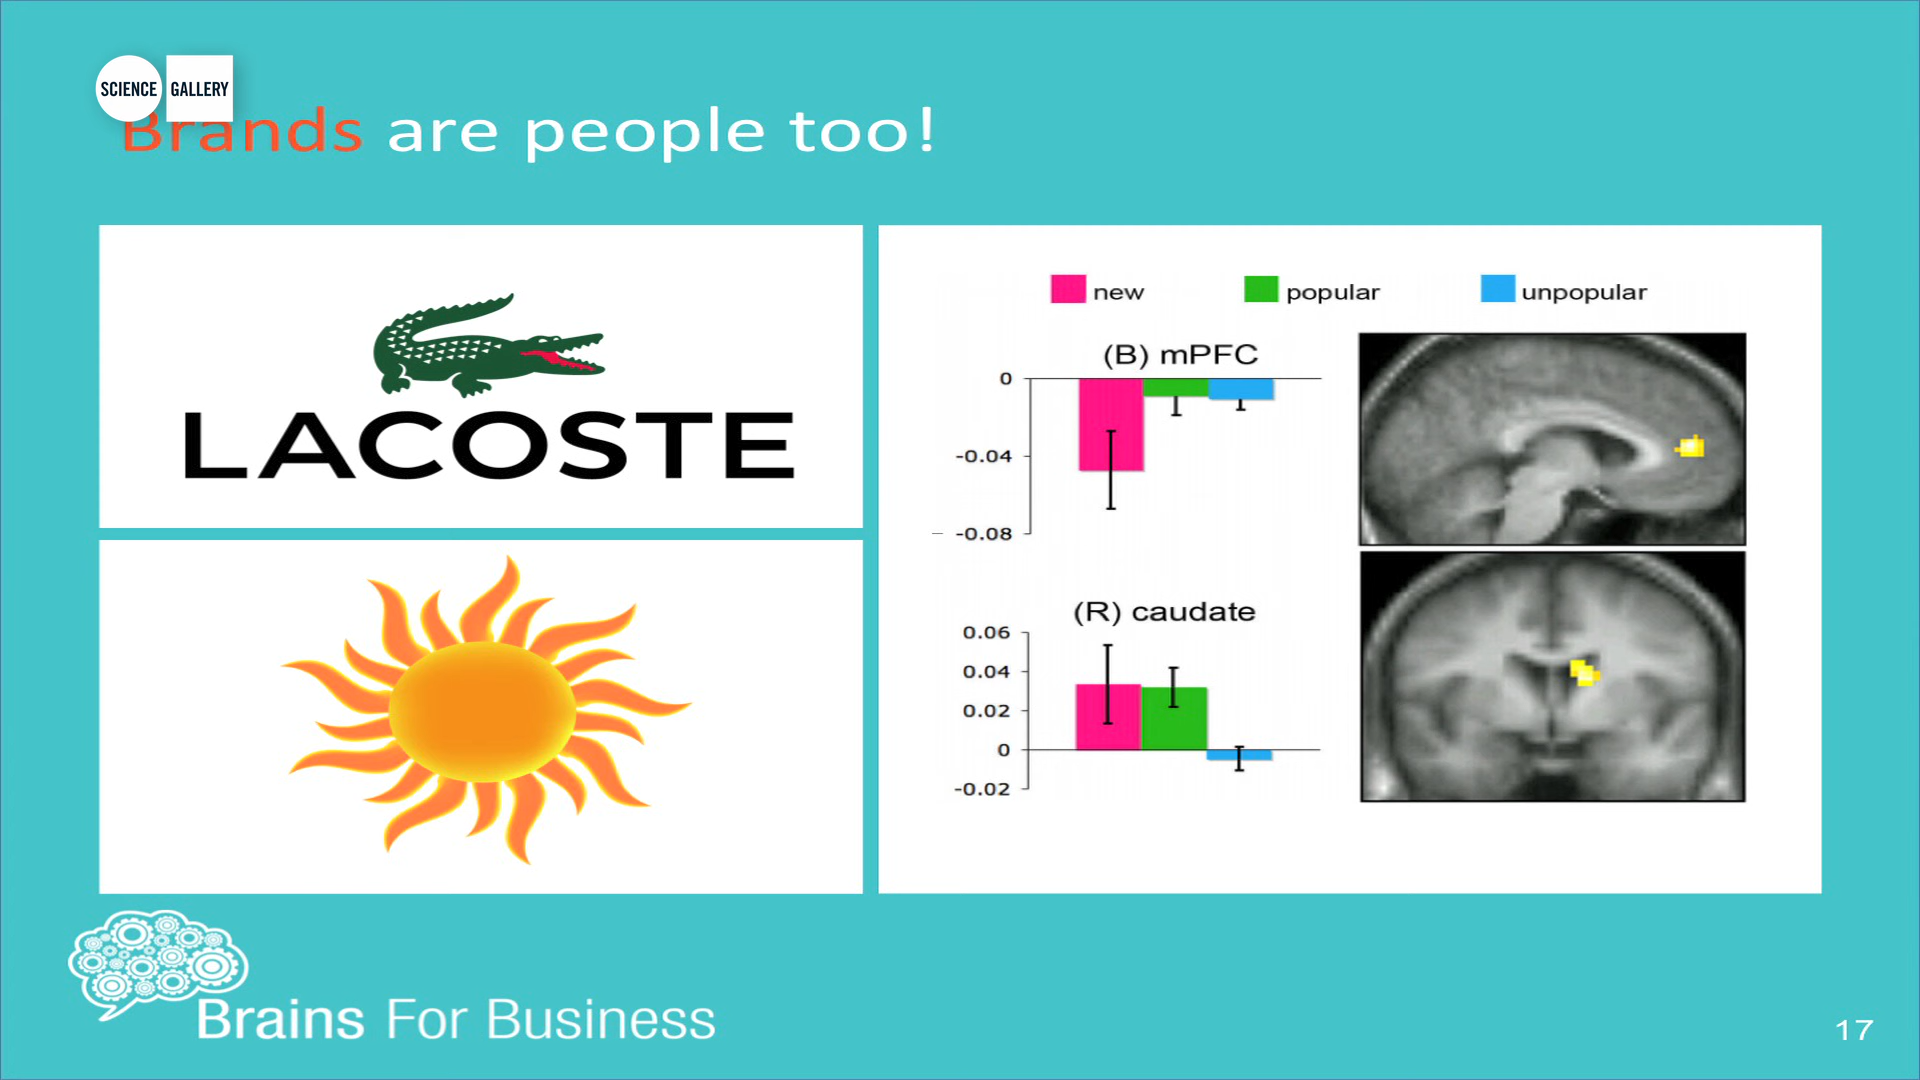 SCIENCE GALLERY
Brands are people too!
LACOSTE
new popular unpopular
(B) mPFC
0
-0.04
-0.08
(R) caudate
0.06
0.04
0.02
0
-0.02
Brains For Business
17